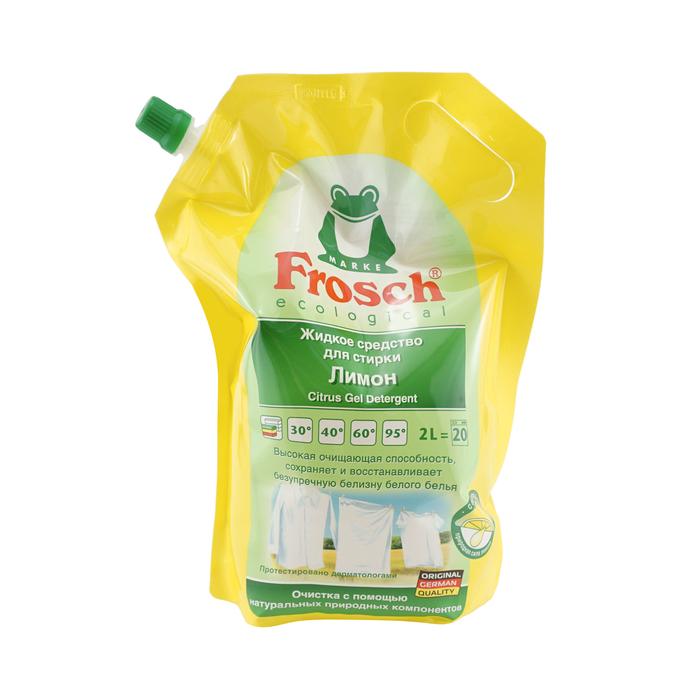 MARKE
Frosch®
ecological
Жидкое средство
для стирки
Лимон
Citrus Gel Detergent
30° 40° 60° 95° 2L = 20
Высокая очищающая способность,
сохраняет и восстанавливает
безупречную белизну белого белья
Протестировано дерматологами
ORIGINAL
GERMAN
QUALITY
Очистка с помощью
натуральных природных компонентов